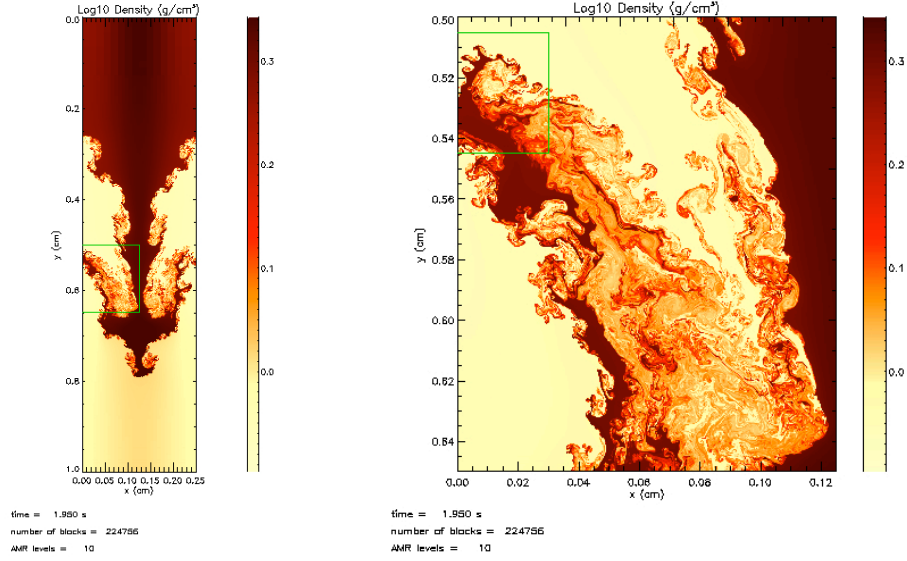 Log10 Density (g/cm³)
0.0
0.2
0.4
0.6
0.8
1.0
y (cm)
0.00 0.05 0.10 0.15 0.20 0.25
x (cm)
0.3
0.2
0.1
0.0
time = 1.950 s
number of blocks = 224756
AMR levels = 10
Log10 Density (g/cm³)
0.50
0.52
0.54
0.56
0.58
0.60
0.62
0.64
y (cm)
0.00 0.02 0.04 0.06 0.08 0.10 0.12
x (cm)
0.3
0.2
0.1
0.0
time = 1.950 s
number of blocks = 224756
AMR levels = 10